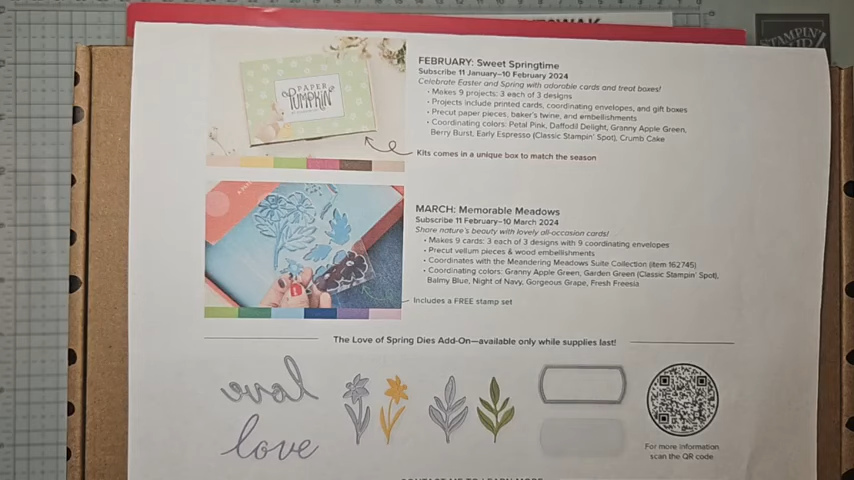 STAMPIN'
PAPER
PUMPKIN
FEBRUARY: Sweet Springtime
Subscribe 11 January–10 February 2024
Celebrate Easter and Spring with adorable cards and treat boxes!
• Makes 9 projects: 3 each of 3 designs
• Projects include printed cards, coordinating envelopes, and gift boxes
• Precut paper pieces, baker's twine, and embellishments
• Coordinating colors: Petal Pink, Daffodil Delight, Granny Apple Green,
Berry Burst, Early Espresso (Classic Stampin' Spot), Crumb Cake
Kits comes in a unique box to match the season
MARCH: Memorable Meadows
Subscribe 11 February–10 March 2024
Share nature's beauty with lovely all-occasion cards!
• Makes 9 cards: 3 each of 3 designs with 9 coordinating envelopes
• Precut vellum pieces & wood embellishments
• Coordinates with the Meandering Meadows Suite Collection (item 162745)
• Coordinating colors: Granny Apple Green, Garden Green (Classic Stampin' Spot),
Balmy Blue, Night of Navy, Gorgeous Grape, Fresh Freesia
Includes a FREE stamp set
The Love of Spring Dies Add-On—available only while supplies last!
love
love
For more information
scan the QR code